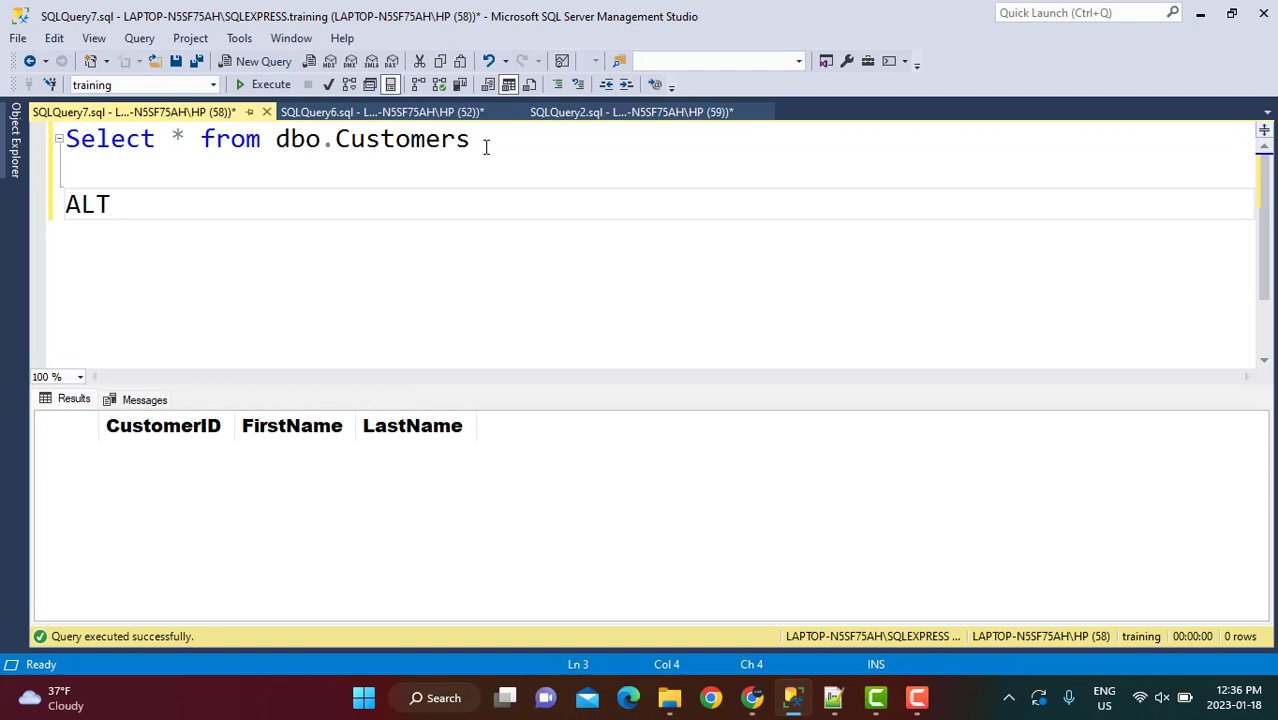 SQLQuery7.sql - LAPTOP-N5SF75AH\SQLEXPRESS.training (LAPTOP-N5SF75AH\HP (58))* - Microsoft SQL Server Management Studio
Quick Launch (Ctrl+Q)
File Edit View Query Project Tools Window Help
New Query
training Execute
SQLQuery7.sql - L...-N5SF75AH\HP (58))* SQLQuery6.sql - L...-N5SF75AH\HP (52))* SQLQuery2.sql - L...-N5SF75AH\HP (59))*
Object Explorer
Select * from dbo.Customers
ALT
100 %
Results Messages
CustomerID FirstName LastName
Query executed successfully. LAPTOP-N5SF75AH\SQLEXPRESS ... LAPTOP-N5SF75AH\HP (58) training 00:00:00 0 rows
Ready Ln 3 Col 4 Ch 4 INS
37°F
Cloudy
Search
ENG
US
12:36 PM
2023-01-18